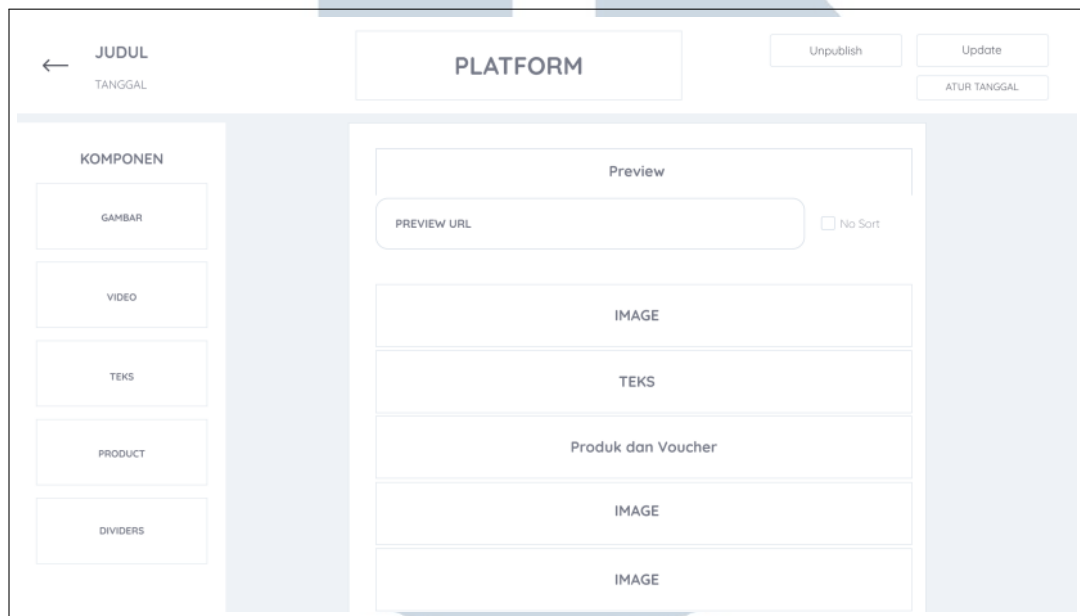 JUDUL
TANGGAL
PLATFORM
Unpublish
Update
ATUR TANGGAL
KOMPONEN
GAMBAR
VIDEO
TEKS
PRODUCT
DIVIDERS
Preview
PREVIEW URL
No Sort
IMAGE
TEKS
Produk dan Voucher
IMAGE
IMAGE